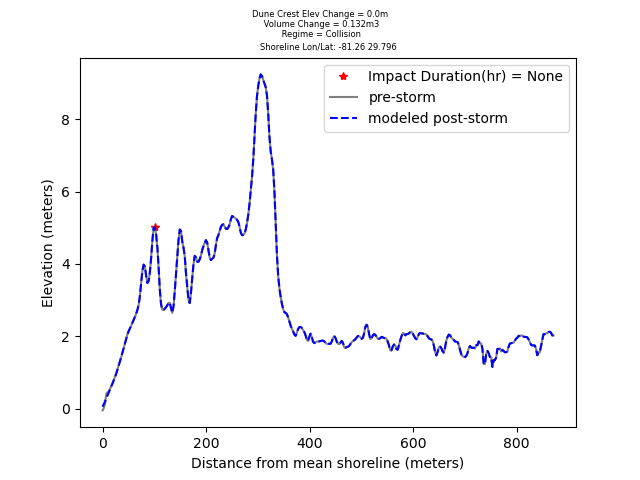 Dune Crest Elev Change = 0.0m
Volume Change = 0.132m3
Regime = Collision
Shoreline Lon/Lat: -81.26 29.796
Impact Duration(hr) = None
pre-storm
modeled post-storm
Elevation (meters)
8
6
4
2
0
0 200 400 600 800
Distance from mean shoreline (meters)